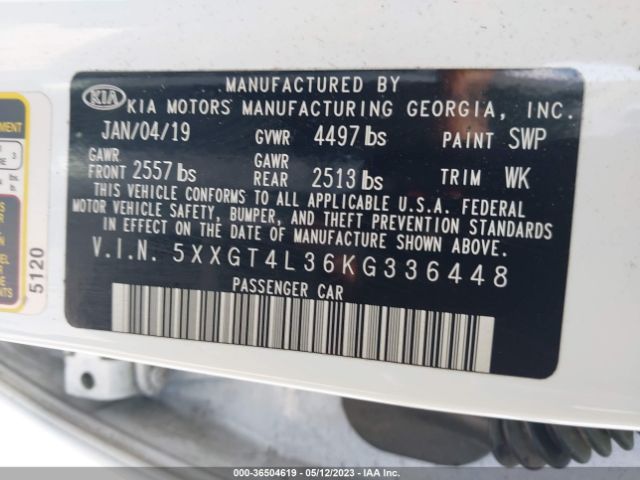 MANUFACTURED BY
KIA KIA MOTORS MANUFACTURING GEORGIA, INC.
JAN/04/19 GVWR 4497 lbs PAINT SWP
GAWR FRONT 2557 lbs GAWR REAR 2513 lbs TRIM WK
THIS VEHICLE CONFORMS TO ALL APPLICABLE U.S.A. FEDERAL
MOTOR VEHICLE SAFETY, BUMPER, AND THEFT PREVENTION STANDARDS
IN EFFECT ON THE DATE OF MANUFACTURE SHOWN ABOVE.
V.I.N. 5XXGT4L36KG336448
PASSENGER CAR
5120
000-36504619 - 05/12/2023 - IAA Inc.